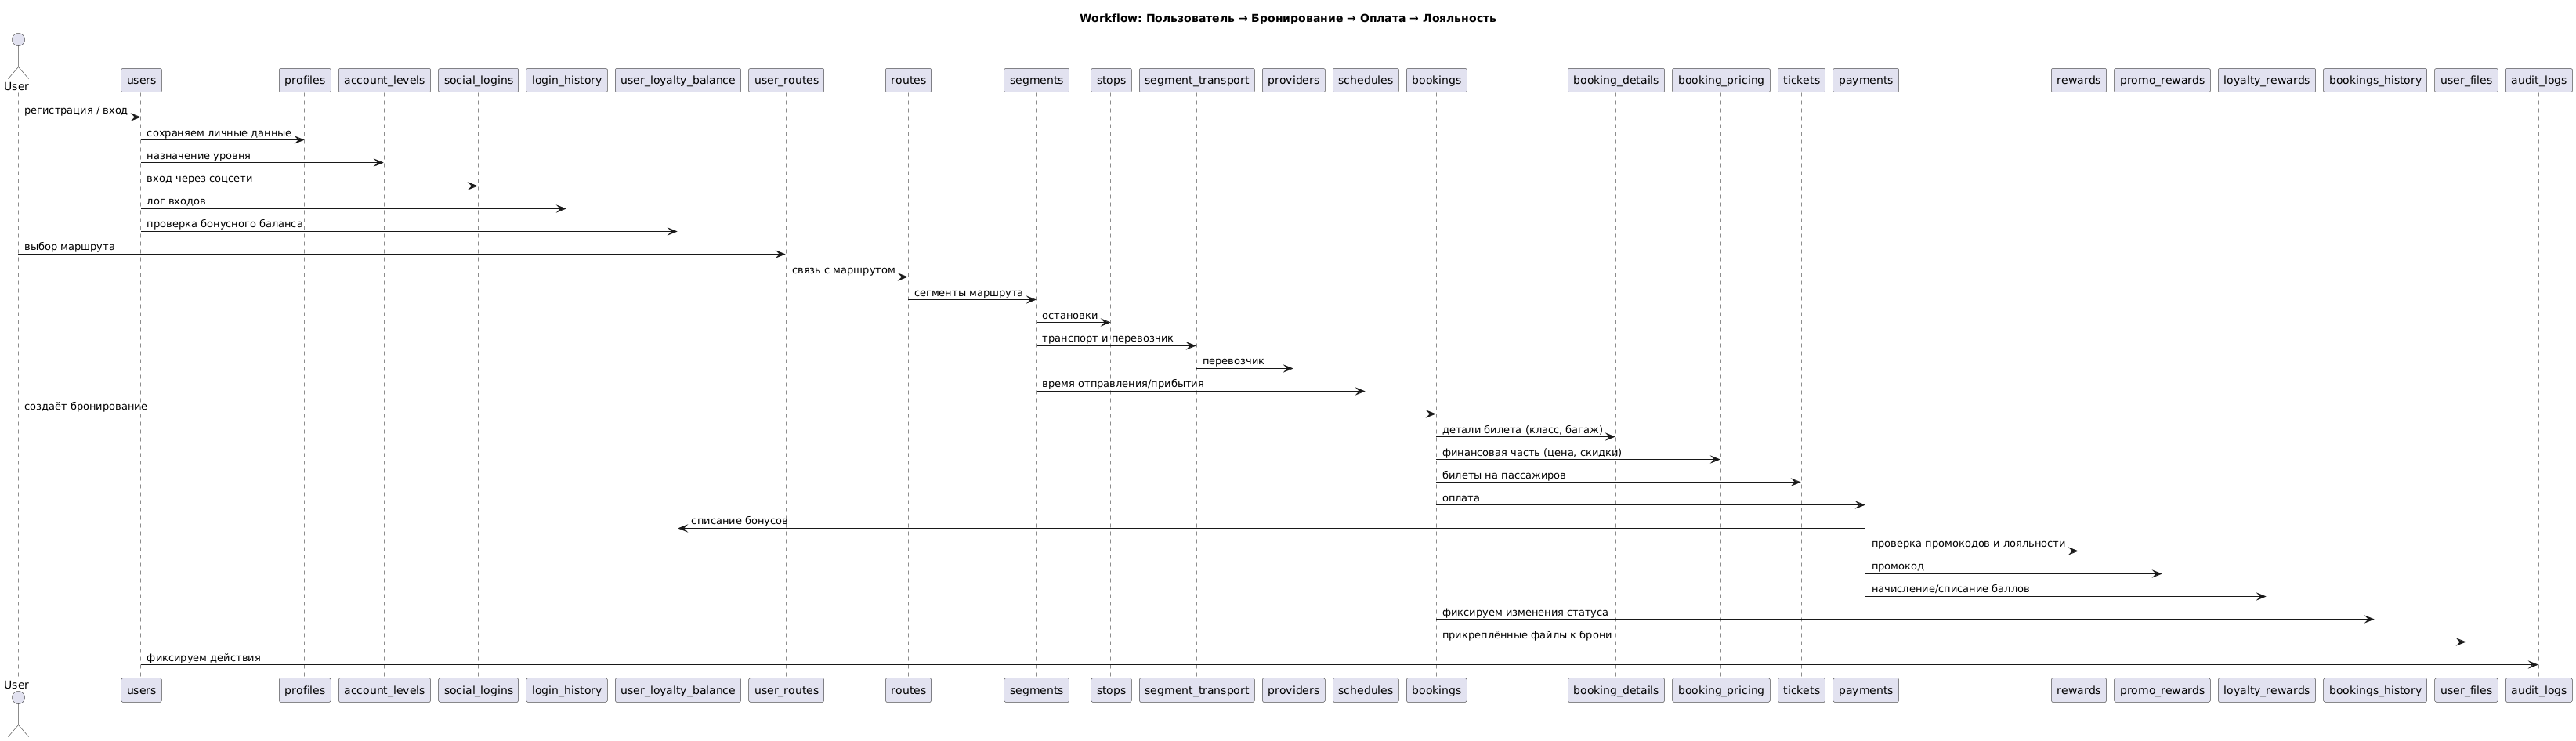 Workflow: Пользователь → Бронирование → Оплата → Лояльность
User
users
profiles
account_levels
social_logins
login_history
user_loyalty_balance
user_routes
routes
segments
stops
segment_transport
providers
schedules
bookings
booking_details
booking_pricing
tickets
payments
rewards
promo_rewards
loyalty_rewards
bookings_history
user_files
audit_logs
регистрация / вход
сохраняем личные данные
назначение уровня
вход через соцсети
лог входов
проверка бонусного баланса
выбор маршрута
связь с маршрутом
сегменты маршрута
остановки
транспорт и перевозчик
перевозчик
время отправления/прибытия
создаёт бронирование
детали билета (класс, багаж)
финансовая часть (цена, скидки)
билеты на пассажиров
оплата
списание бонусов
проверка промокодов и лояльности
промокод
начисление/списание баллов
фиксируем изменения статуса
прикреплённые файлы к брони
фиксируем действия
User
users
profiles
account_levels
social_logins
login_history
user_loyalty_balance
user_routes
routes
segments
stops
segment_transport
providers
schedules
bookings
booking_details
booking_pricing
tickets
payments
rewards
promo_rewards
loyalty_rewards
bookings_history
user_files
audit_logs